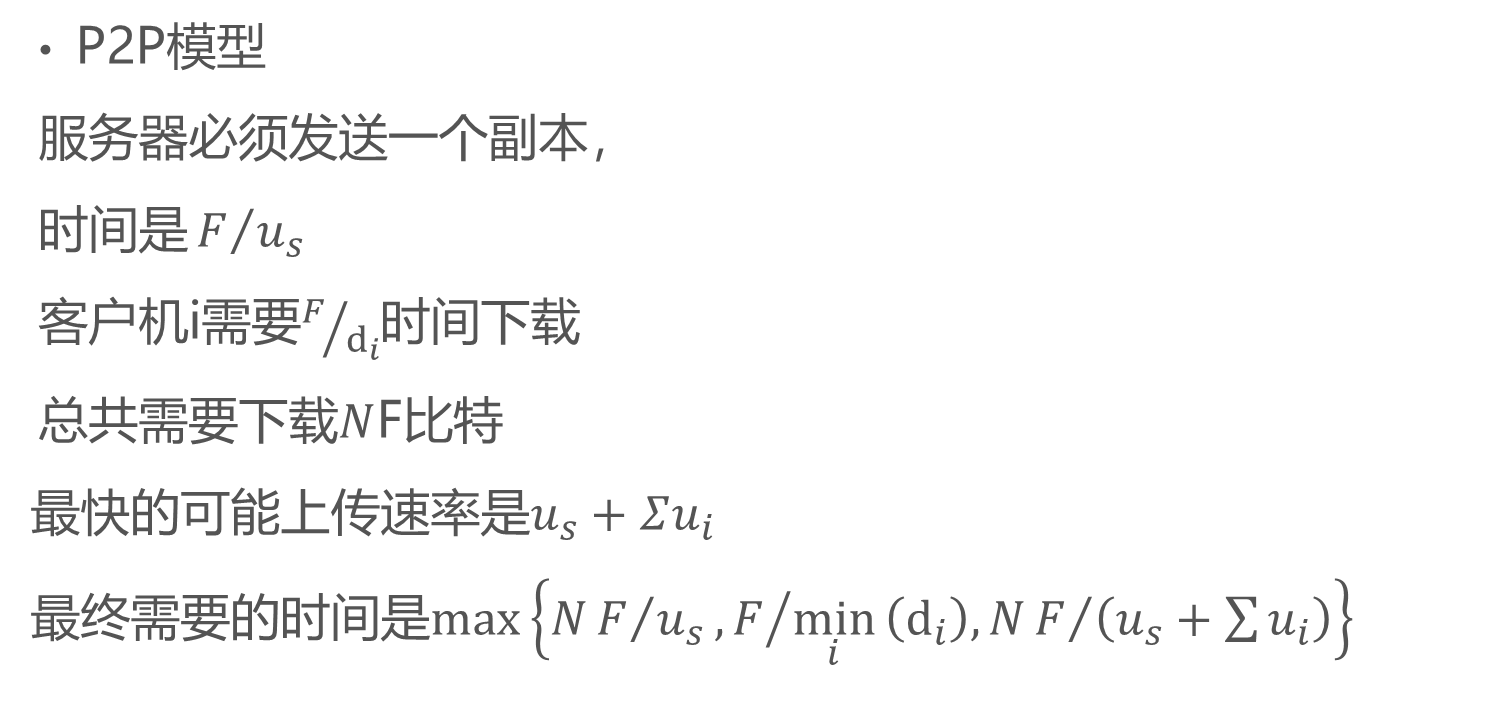 • P2P模型
服务器必须发送一个副本，
时间是 F/u_s
客户机i需要F/d_i时间下载
总共需要下载NF比特
最快的可能上传速率是u_s + Σu_i
最终需要的时间是max{N F/u_s , F/min_i (d_i), N F/(u_s + ∑ u_i)}